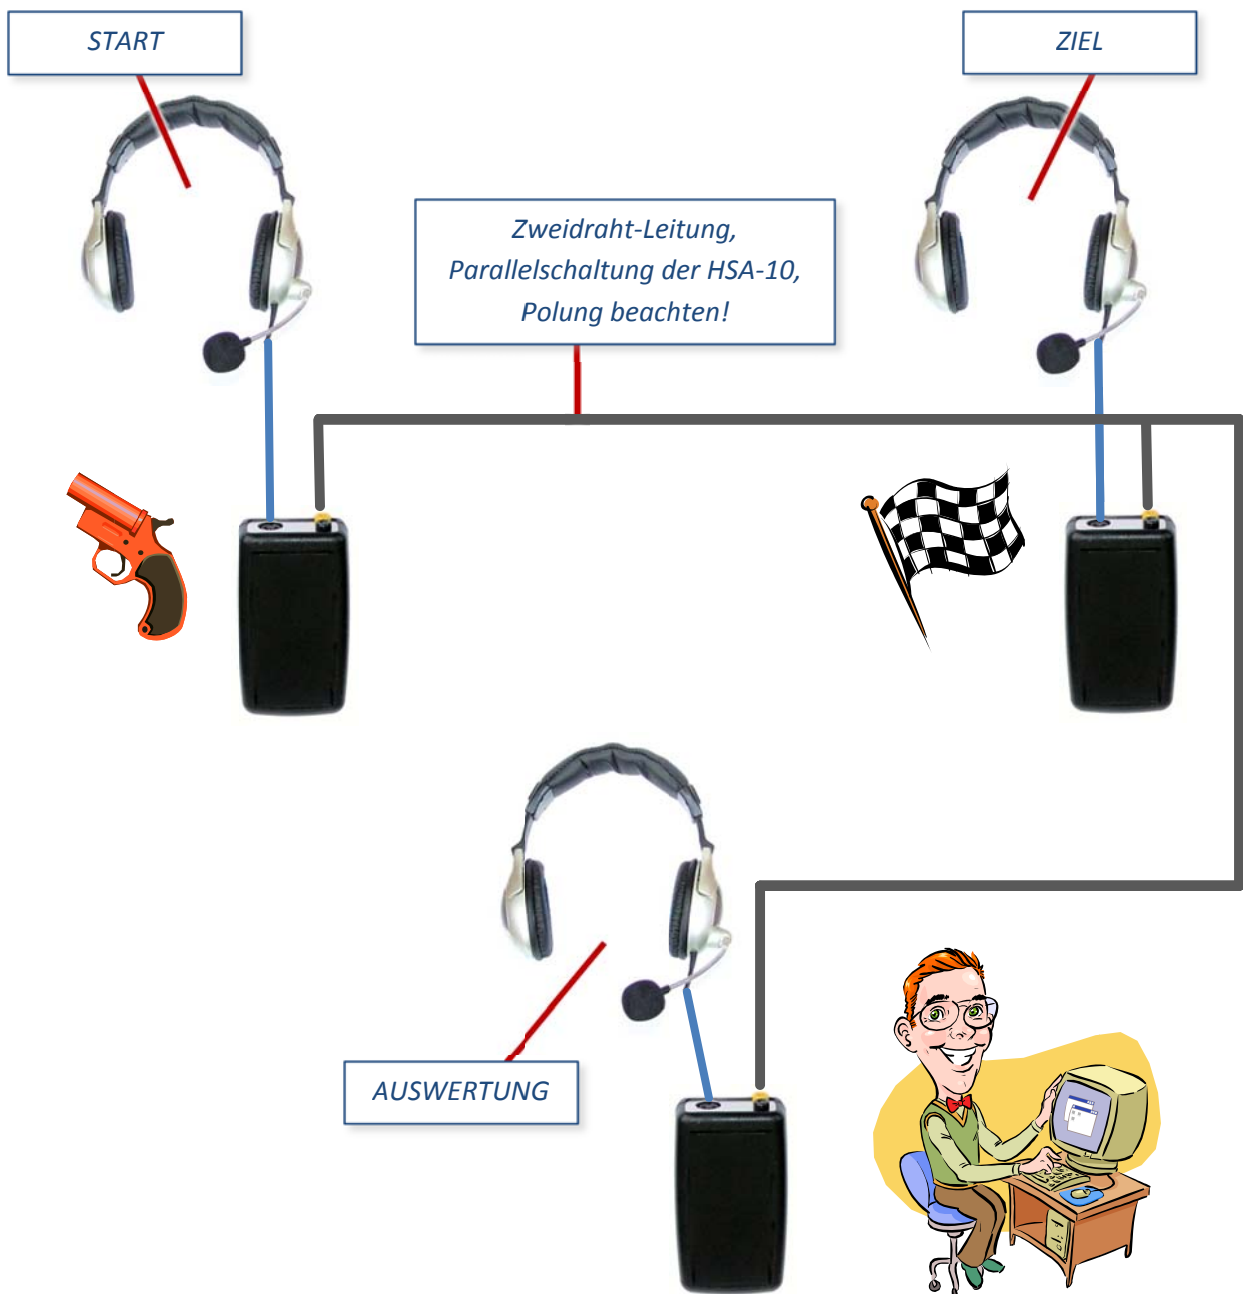 START
ZIEL
Zweidraht-Leitung,
Parallelschaltung der HSA-10,
Polung beachten!
AUSWERTUNG